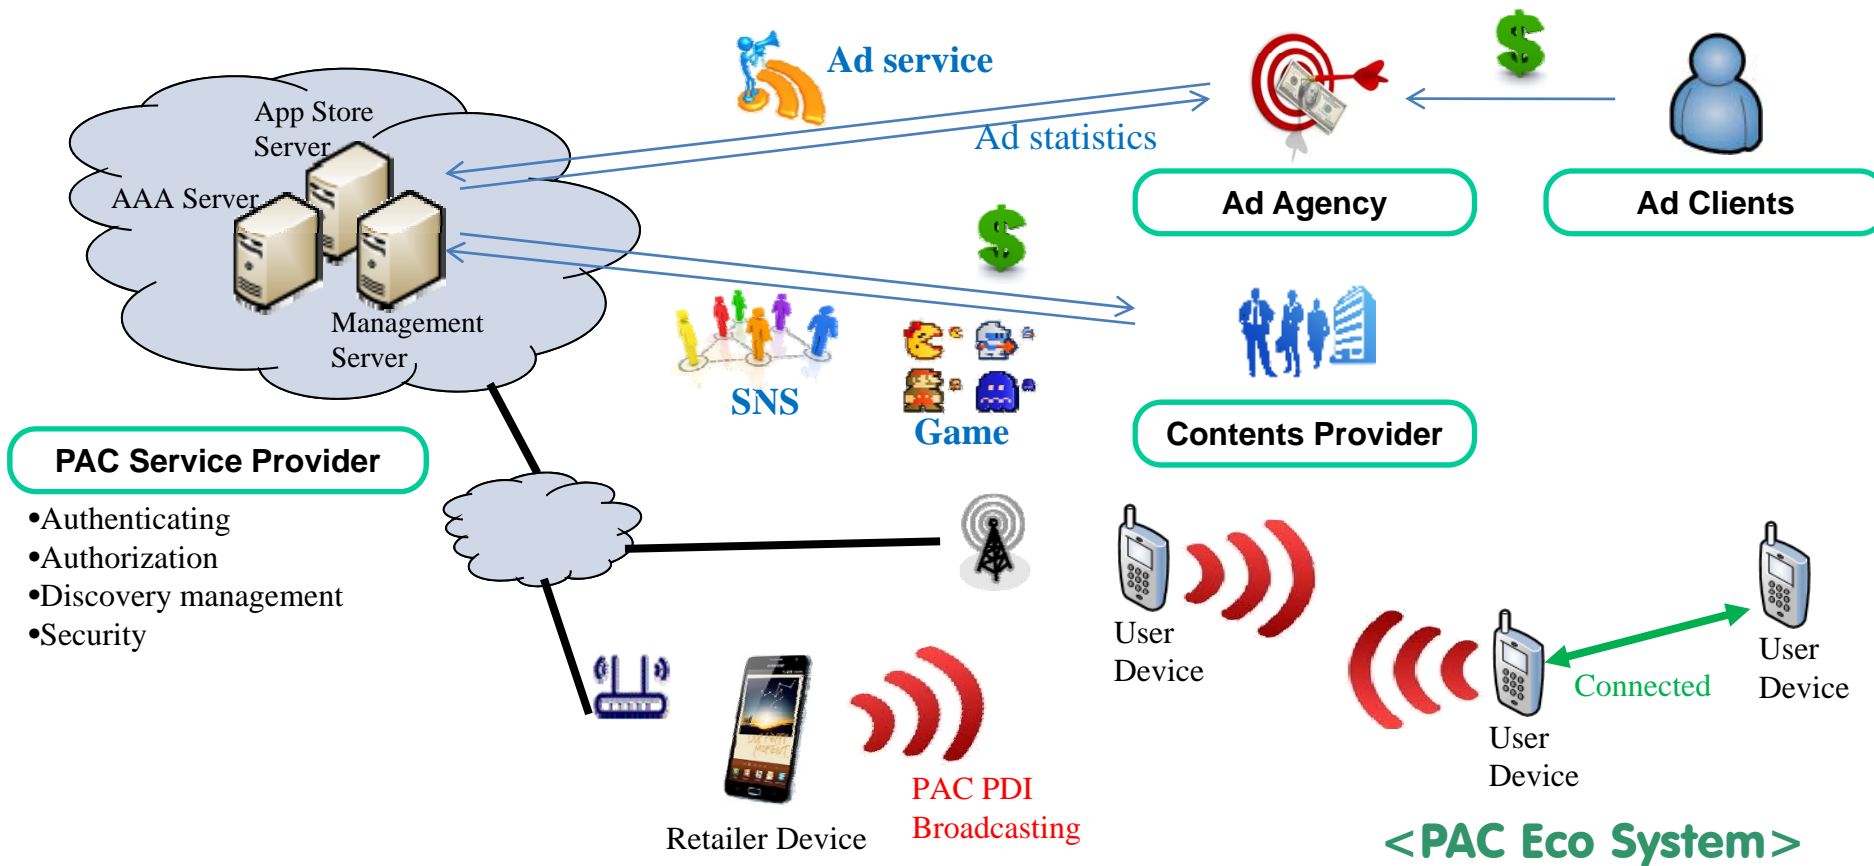 Ad service
App Store
Server
Ad statistics
AAA Server
Ad Agency
Ad Clients
Management
Server
SNS
Game
Contents Provider
PAC Service Provider
•Authenticating
•Authorization
•Discovery management
•Security
User
Device
User
Device
Connected
User
Device
PAC PDI
Broadcasting
Retailer Device
<PAC Eco System>